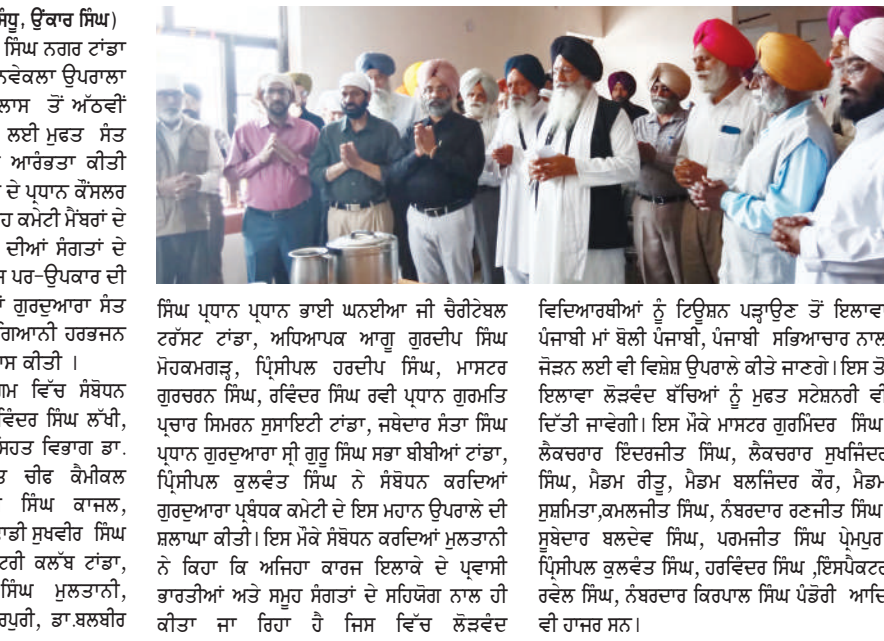 ਸੰਧੂ, ਉਂਕਾਰ ਸਿੰਘ)
ਸਿੰਘ ਨਗਰ ਟਾਂਡਾ
ਨਵੇਕਲਾ ਉਪਰਾਲਾ
ਤੋਂ ਅੱਠਵੀਂ
ਲਈ ਮੁਫਤ ਸੰਤ
ਆਰੰਭਤਾ ਕੀਤੀ
ਦੇ ਪ੍ਰਧਾਨ ਕੌਂਸਲਰ
ਕਮੇਟੀ ਮੈਂਬਰਾਂ ਦੇ
ਦੀਆਂ ਸੰਗਤਾਂ ਦੇ
ਪਰ-ਉਪਕਾਰ ਦੀ
ਗੁਰਦੁਆਰਾ ਸੰਤ
ਗਿਆਨੀ ਹਰਭਜਨ
ਕੀਤੀ ।
ਵਿੱਚ ਸੰਬੋਧਨ
ਸਿੰਘ ਲੱਖੀ,
ਵਿਭਾਗ ਡਾ.
ਚੀਫ ਕੈਮੀਕਲ
ਸਿੰਘ ਕਾਜਲ,
ਸੁਖਵੀਰ ਸਿੰਘ
ਕਲੱਬ ਟਾਂਡਾ,
ਸਿੰਘ ਮੁਲਤਾਨੀ,
ਡਾ.ਬਲਬੀਰ
ਸਿੰਘ ਪ੍ਰਧਾਨ ਪ੍ਰਧਾਨ ਭਾਈ ਘਨਈਆ ਜੀ ਚੈਰੀਟੇਬਲ
ਟਰੱਸਟ ਟਾਂਡਾ, ਅਧਿਆਪਕ ਆਗੂ ਗੁਰਦੀਪ ਸਿੰਘ
ਮੋਹਕਮਗੜ੍ਹ, ਪ੍ਰਿੰਸੀਪਲ ਹਰਦੀਪ ਸਿੰਘ, ਮਾਸਟਰ
ਗੁਰਚਰਨ ਸਿੰਘ, ਰਵਿੰਦਰ ਸਿੰਘ ਰਵੀ ਪ੍ਰਧਾਨ ਗੁਰਮਤਿ
ਪ੍ਰਚਾਰ ਸਿਮਰਨ ਸੁਸਾਇਟੀ ਟਾਂਡਾ, ਜਥੇਦਾਰ ਸੰਤਾ ਸਿੰਘ
ਪ੍ਰਧਾਨ ਗੁਰਦੁਆਰਾ ਸ੍ਰੀ ਗੁਰੂ ਸਿੰਘ ਸਭਾ ਬੀਬੀਆਂ ਟਾਂਡਾ,
ਪ੍ਰਿੰਸੀਪਲ ਕੁਲਵੰਤ ਸਿੰਘ ਨੇ ਸੰਬੋਧਨ ਕਰਦਿਆਂ
ਗੁਰਦੁਆਰਾ ਪ੍ਰਬੰਧਕ ਕਮੇਟੀ ਦੇ ਇਸ ਮਹਾਨ ਉਪਰਾਲੇ ਦੀ
ਸ਼ਲਾਘਾ ਕੀਤੀ। ਇਸ ਮੌਕੇ ਸੰਬੋਧਨ ਕਰਦਿਆਂ ਮੁਲਤਾਨੀ
ਨੇ ਕਿਹਾ ਕਿ ਅਜਿਹਾ ਕਾਰਜ ਇਲਾਕੇ ਦੇ ਪ੍ਰਵਾਸੀ
ਭਾਰਤੀਆਂ ਅਤੇ ਸਮੂਹ ਸੰਗਤਾਂ ਦੇ ਸਹਿਯੋਗ ਨਾਲ ਹੀ
ਕੀਤਾ ਜਾ ਰਿਹਾ ਹੈ ਜਿਸ ਵਿੱਚ ਲੋੜਵੰਦ
ਵਿਦਿਆਰਥੀਆਂ ਨੂੰ ਟਿਊਸ਼ਨ ਪੜ੍ਹਾਉਣ ਤੋਂ ਇਲਾਵਾ
ਪੰਜਾਬੀ ਮਾਂ ਬੋਲੀ ਪੰਜਾਬੀ, ਪੰਜਾਬੀ ਸਭਿਆਚਾਰ ਨਾਲ
ਜੋੜਨ ਲਈ ਵੀ ਵਿਸ਼ੇਸ਼ ਉਪਰਾਲੇ ਕੀਤੇ ਜਾਣਗੇ। ਇਸ ਤੋਂ
ਇਲਾਵਾ ਲੋੜਵੰਦ ਬੱਚਿਆਂ ਨੂੰ ਮੁਫਤ ਸਟੇਸ਼ਨਰੀ ਵੀ
ਦਿੱਤੀ ਜਾਵੇਗੀ। ਇਸ ਮੌਕੇ ਮਾਸਟਰ ਗੁਰਮਿੰਦਰ ਸਿੰਘ
ਲੈਕਚਰਾਰ ਇੰਦਰਜੀਤ ਸਿੰਘ, ਲੈਕਚਰਾਰ ਸੁਖਜਿੰਦਰ
ਸਿੰਘ, ਮੈਡਮ ਰੀਤੂ, ਮੈਡਮ ਬਲਜਿੰਦਰ ਕੌਰ, ਮੈਡਮ
ਸੁਸ਼ਮਿਤਾ,ਕਮਲਜੀਤ ਸਿੰਘ, ਨੰਬਰਦਾਰ ਰਣਜੀਤ ਸਿੰਘ
ਸੂਬੇਦਾਰ ਬਲਦੇਵ ਸਿੰਘ, ਪਰਮਜੀਤ ਸਿੰਘ ਪ੍ਰੇਮਪੁਰ
ਪ੍ਰਿੰਸੀਪਲ ਕੁਲਵੰਤ ਸਿੰਘ, ਹਰਵਿੰਦਰ ਸਿੰਘ ,ਇੰਸਪੈਕਟਰ
ਰਵੇਲ ਸਿੰਘ, ਨੰਬਰਦਾਰ ਕਿਰਪਾਲ ਸਿੰਘ ਪੰਡੋਰੀ ਆਦਿ
ਵੀ ਹਾਜਰ ਸਨ।